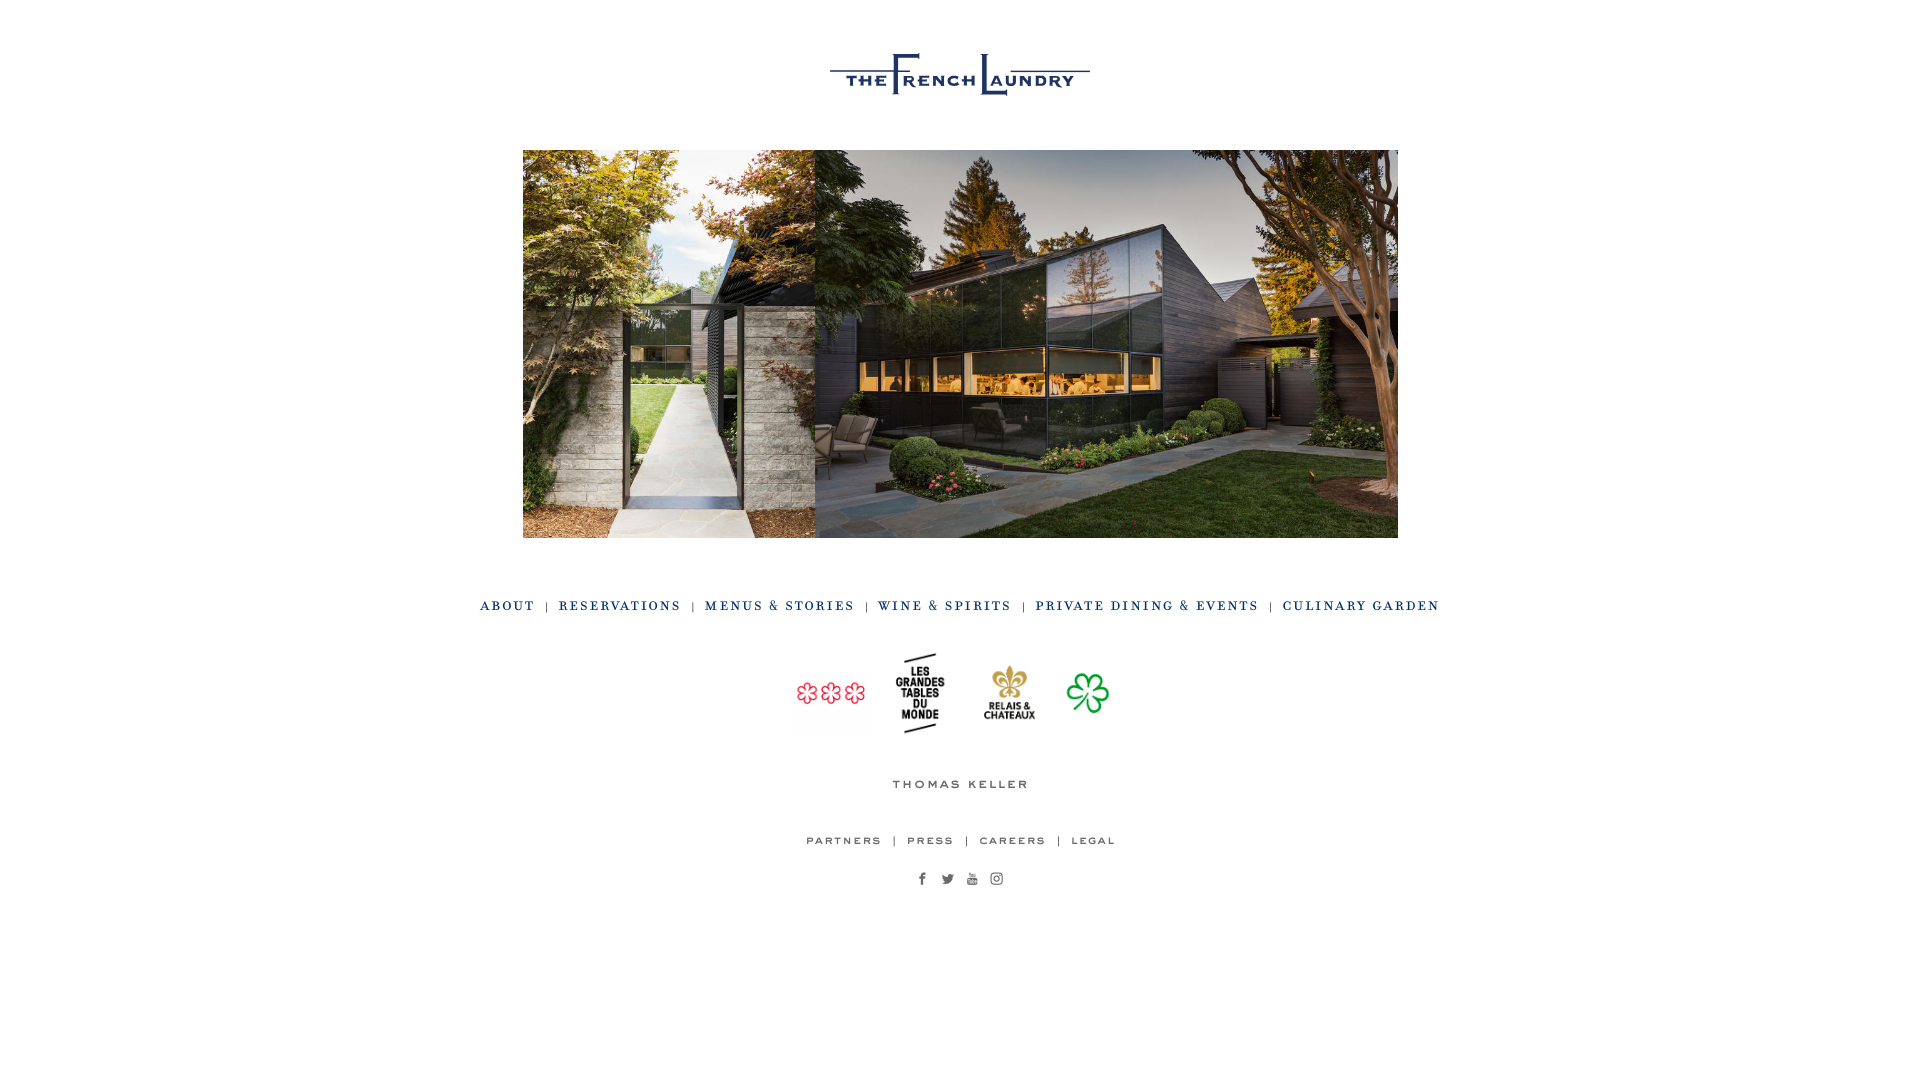 THE FRENCH LAUNDRY
ABOUT | RESERVATIONS | MENUS & STORIES | WINE & SPIRITS | PRIVATE DINING & EVENTS | CULINARY GARDEN
LES
GRANDES
TABLES
DU
MONDE
RELAIS &
CHATEAUX
THOMAS KELLER
PARTNERS | PRESS | CAREERS | LEGAL